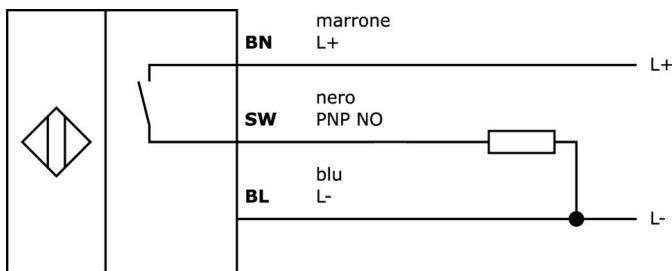 marrone
BN L+
L+
nero
SW PNP NO
blu
BL L-
L-